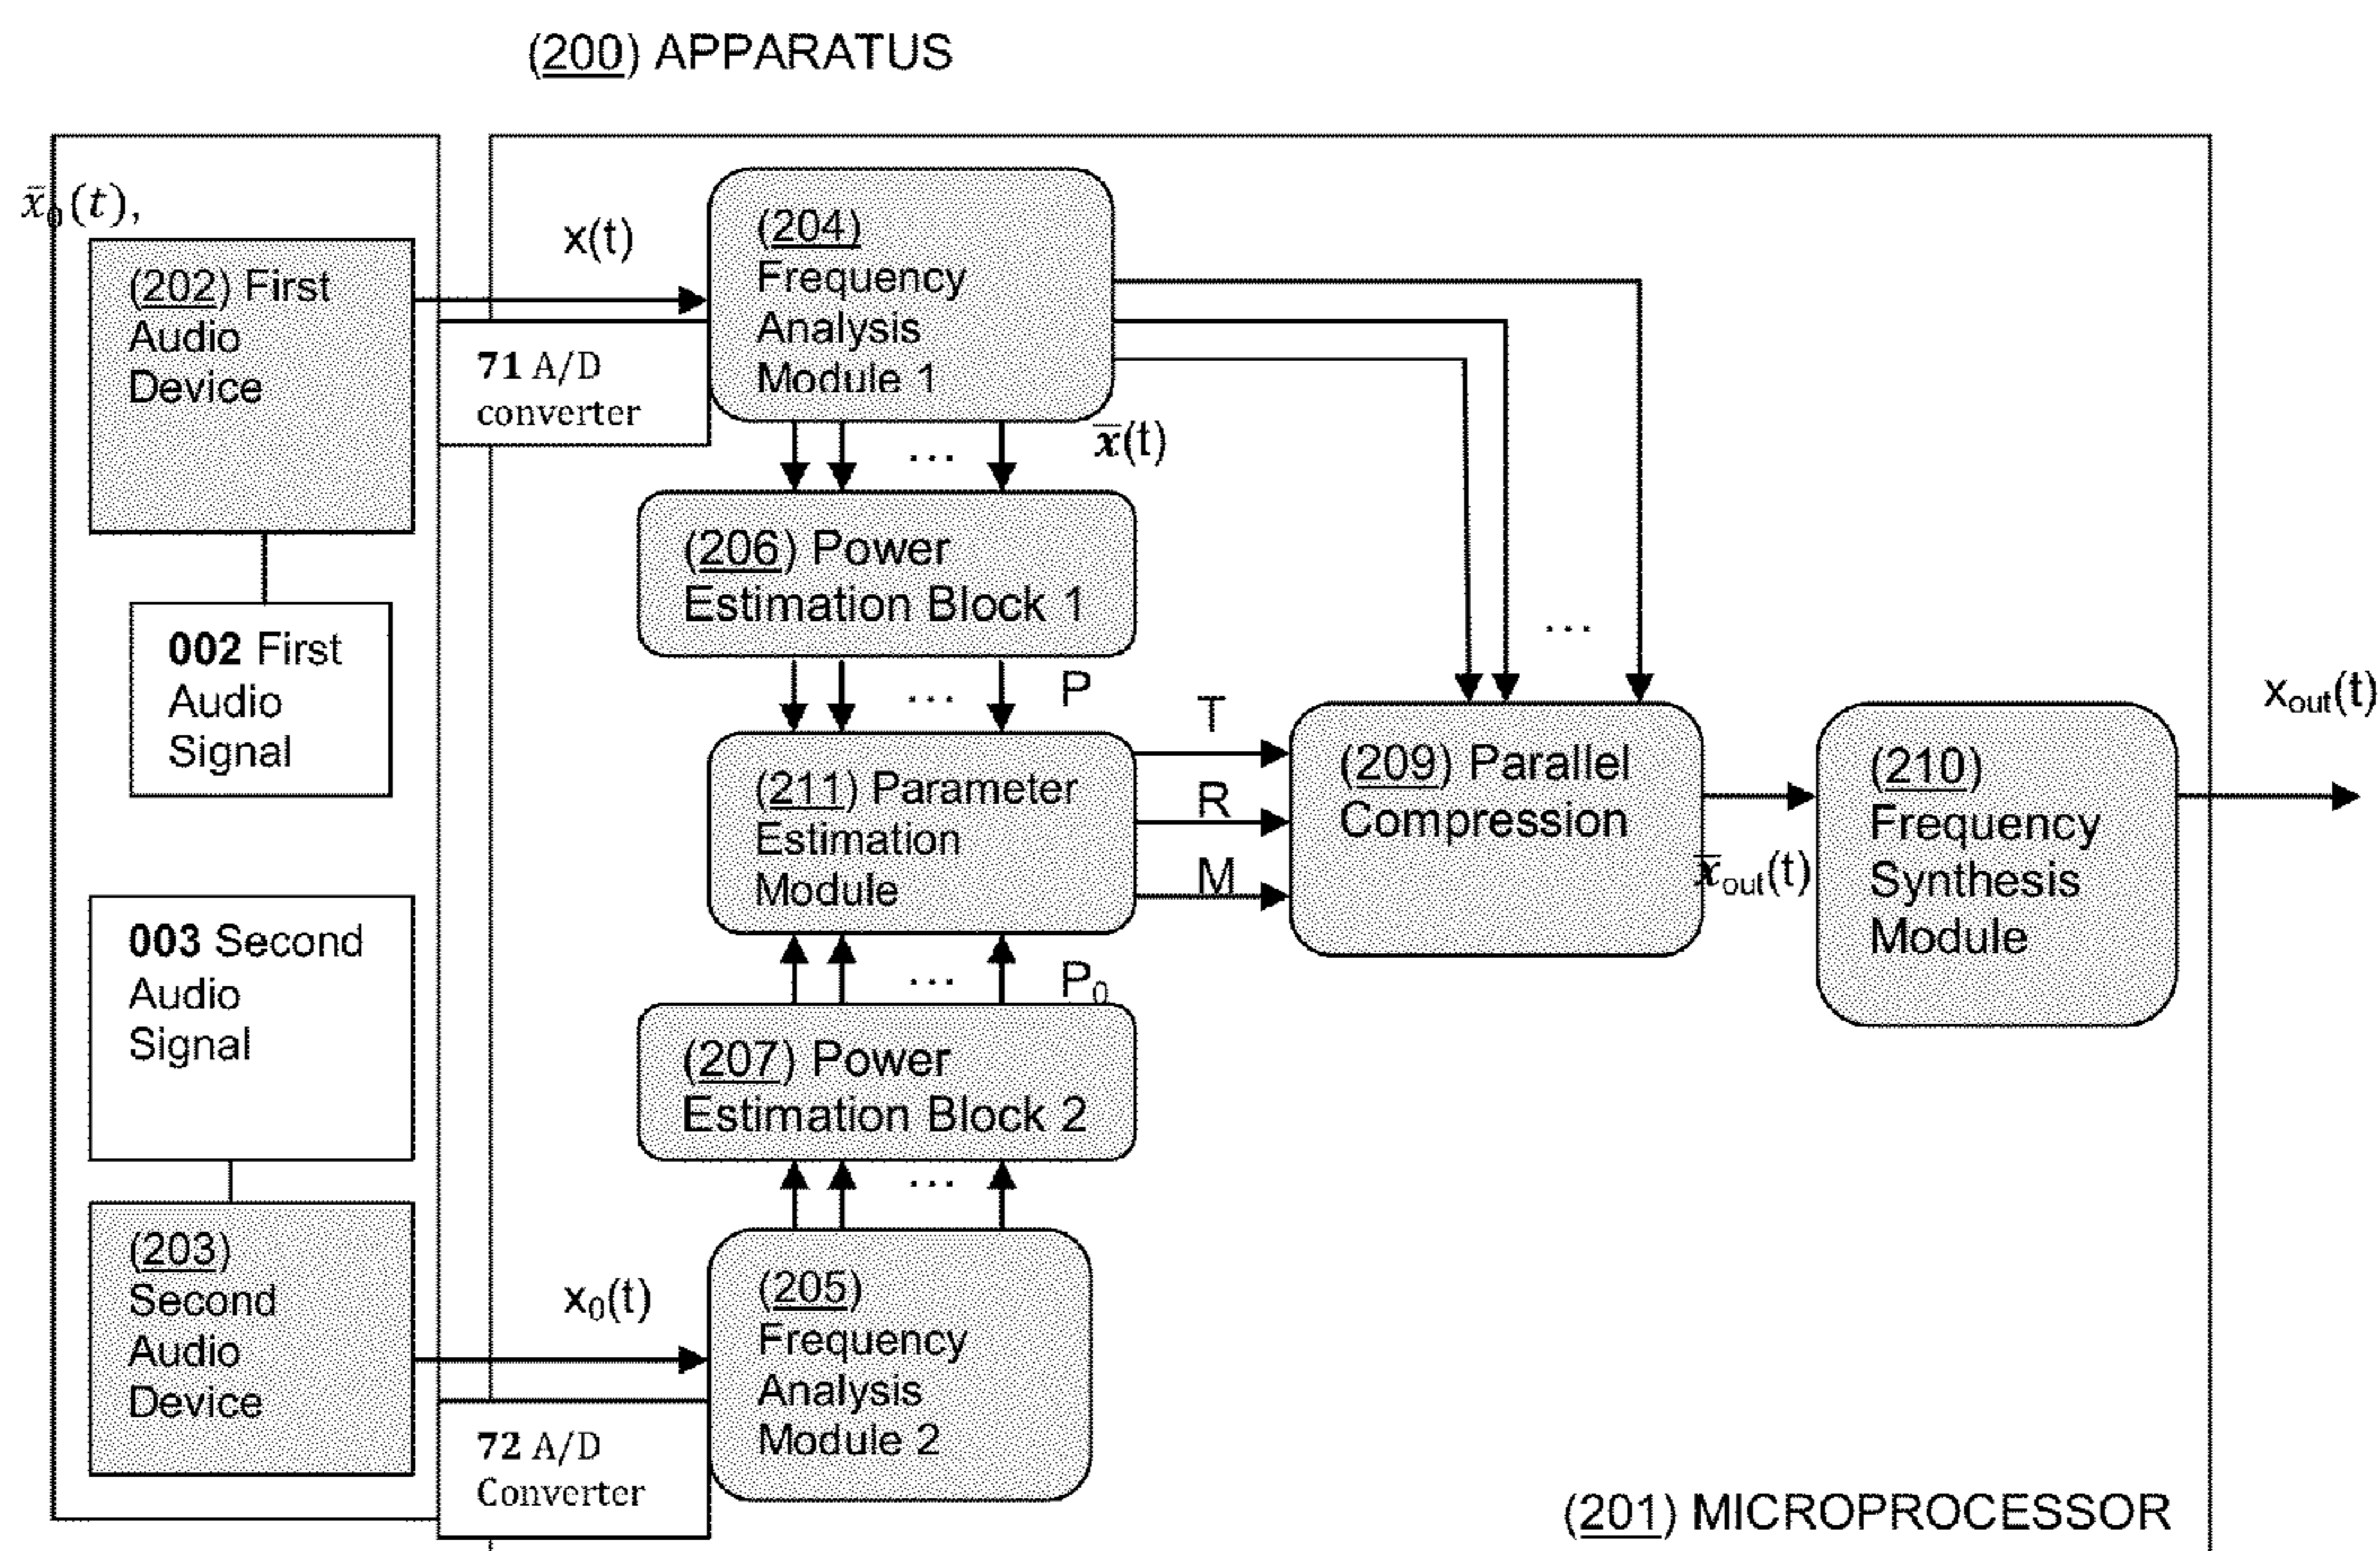 (200) APPARATUS
x̄₀(t),
(202) First
Audio
Device
x(t)
71 A/D
converter
(204)
Frequency
Analysis
Module 1
...
x̄(t)
002 First
Audio
Signal
(206) Power
Estimation Block 1
...
P
...
(211) Parameter
Estimation
Module
T
R
M
(209) Parallel
Compression
x̄out(t)
(210)
Frequency
Synthesis
Module
xout(t)
003 Second
Audio
Signal
...
P₀
(207) Power
Estimation Block 2
...
(203)
Second
Audio
Device
x₀(t)
72 A/D
Converter
(205)
Frequency
Analysis
Module 2
(201) MICROPROCESSOR